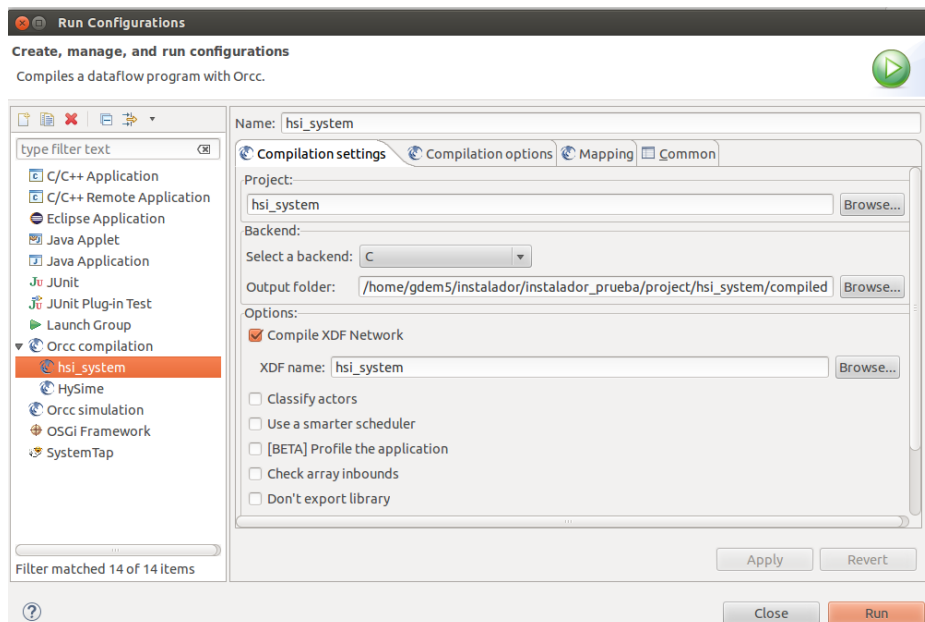 Run Configurations
Create, manage, and run configurations
Compiles a dataflow program with Orcc.
type filter text
C/C++ Application
C/C++ Remote Application
Eclipse Application
Java Applet
Java Application
Ju JUnit
JUnit Plug-in Test
Launch Group
Orcc compilation
hsi_system
HySime
Orcc simulation
OSGi Framework
SystemTap
Filter matched 14 of 14 items
Name: hsi_system
Compilation settings Compilation options Mapping Common
Project:
hsi_system Browse...
Backend:
Select a backend: C
Output folder: /home/gdem5/instalador/instalador_prueba/project/hsi_system/compiled Browse...
Options:
Compile XDF Network
XDF name: hsi_system Browse...
Classify actors
Use a smarter scheduler
[BETA] Profile the application
Check array inbounds
Don't export library
Apply Revert
? Close Run